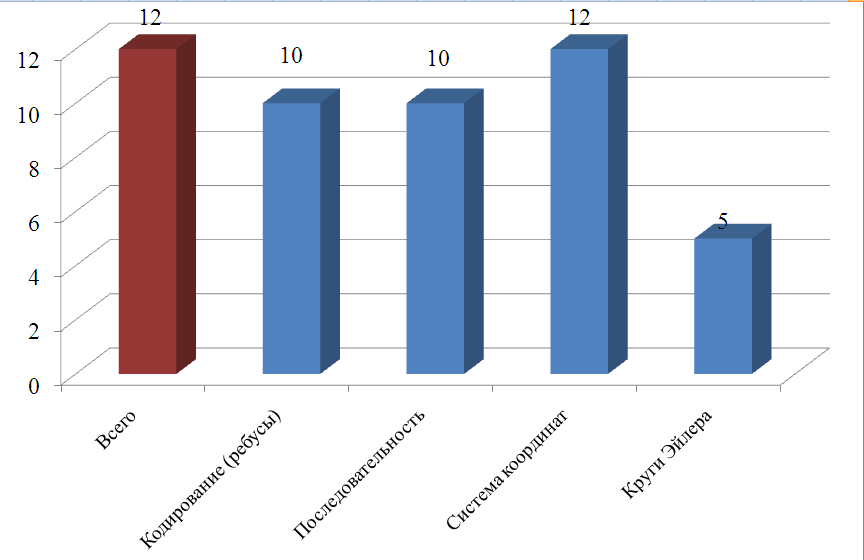 12
10
10
12
5
12
10
8
6
4
2
0
Всего
Кодирование (ребусы)
Последовательность
Система координат
Круги Эйлера